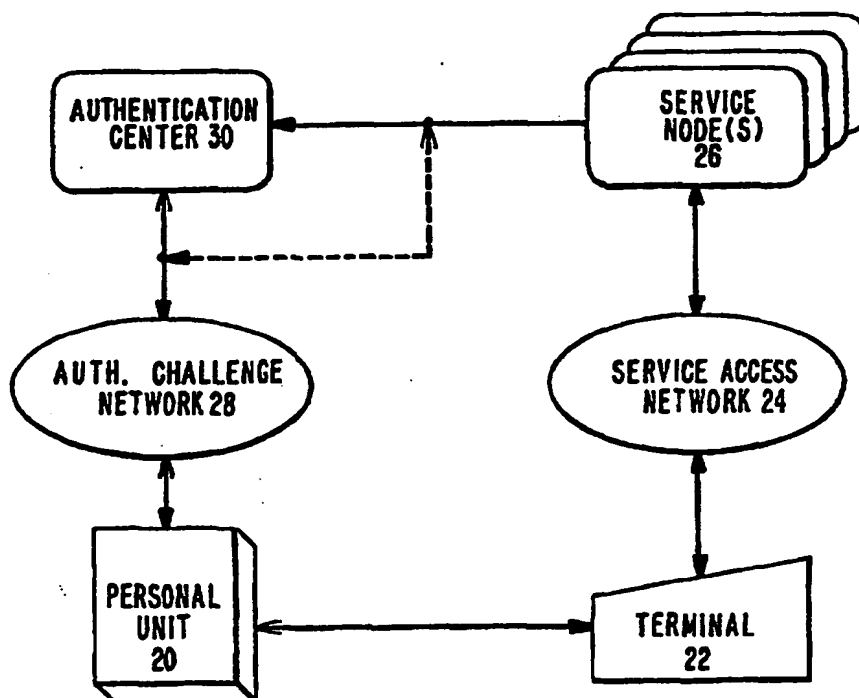 AUTHENTICATION
CENTER 30
SERVICE
NODE(S)
26
AUTH. CHALLENGE
NETWORK 28
SERVICE ACCESS
NETWORK 24
PERSONAL
UNIT
20
TERMINAL
22